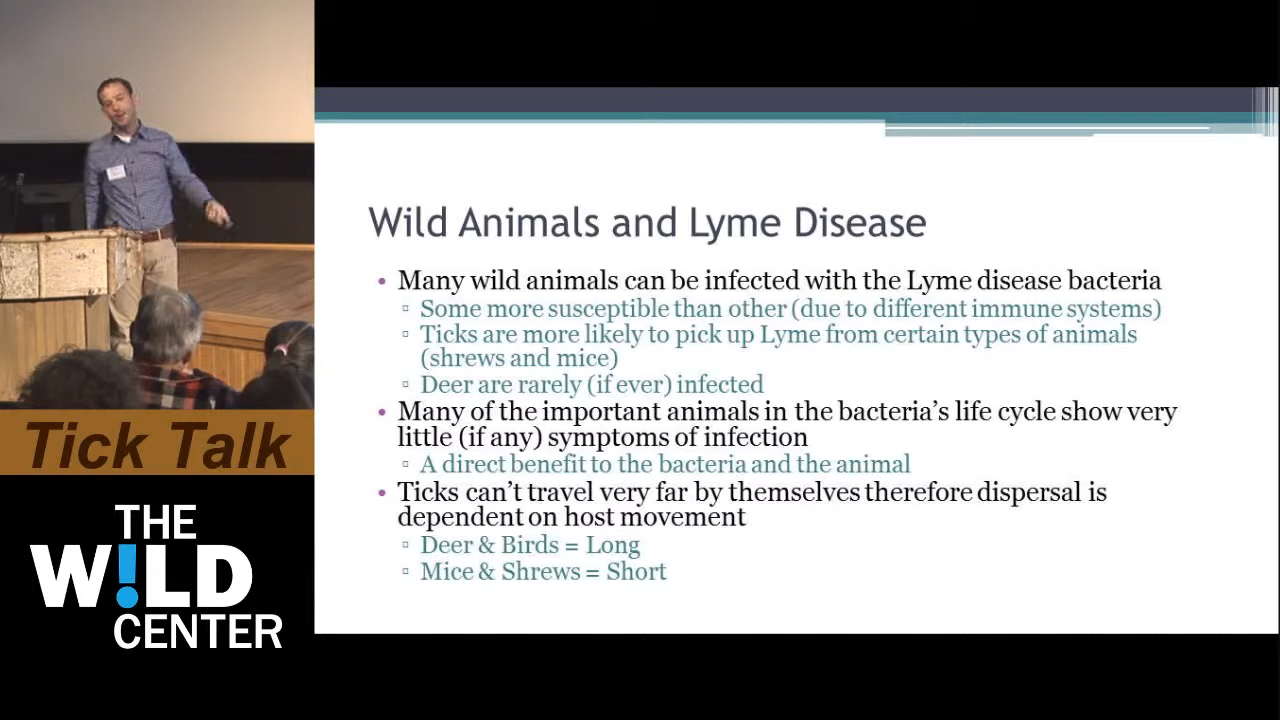 Wild Animals and Lyme Disease
• Many wild animals can be infected with the Lyme disease bacteria
▫ Some more susceptible than other (due to different immune systems)
▫ Ticks are more likely to pick up Lyme from certain types of animals
(shrews and mice)
▫ Deer are rarely (if ever) infected
• Many of the important animals in the bacteria’s life cycle show very
little (if any) symptoms of infection
▫ A direct benefit to the bacteria and the animal
• Ticks can’t travel very far by themselves therefore dispersal is
dependent on host movement
▫ Deer & Birds = Long
▫ Mice & Shrews = Short
Tick Talk
THE
W!LD
CENTER